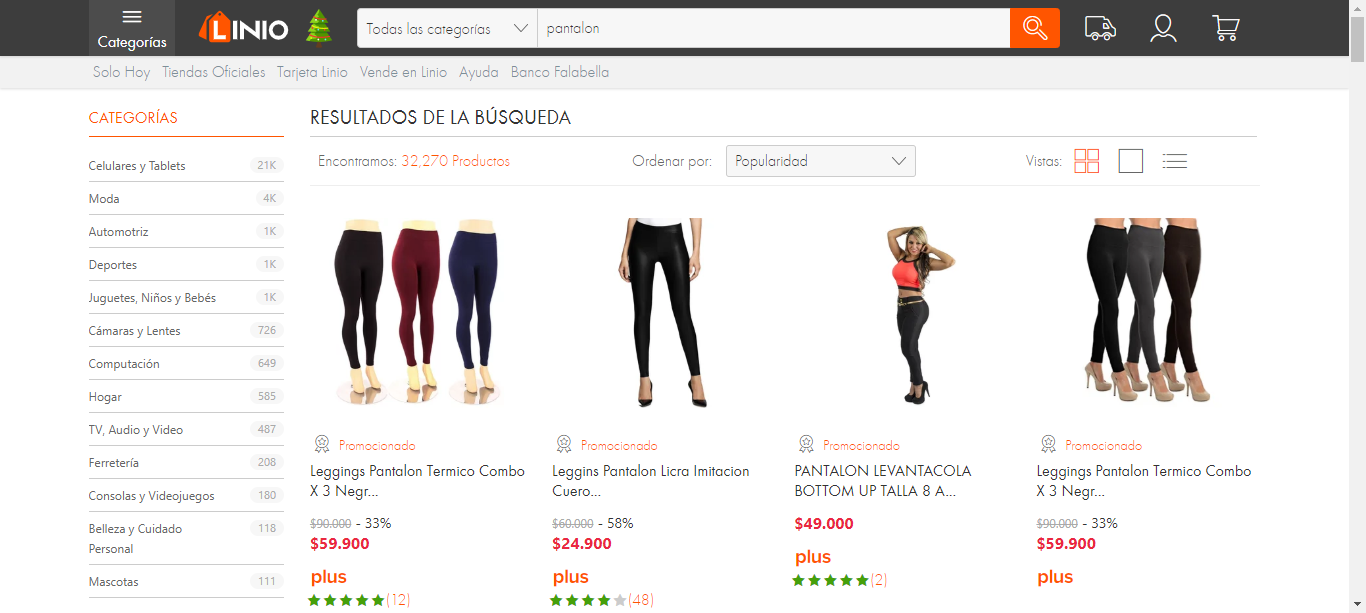 Categorías
LINIO
Todas las categorías
pantalon
Solo Hoy Tiendas Oficiales Tarjeta Linio Vende en Linio Ayuda Banco Falabella
CATEGORÍAS
Celulares y Tablets 21K
Moda 4K
Automotriz 1K
Deportes 1K
Juguetes, Niños y Bebés 1K
Cámaras y Lentes 726
Computación 649
Hogar 585
TV, Audio y Video 487
Ferretería 208
Consolas y Videojuegos 180
Belleza y Cuidado 118
Personal
Mascotas 111
RESULTADOS DE LA BÚSQUEDA
Encontramos: 32,270 Productos
Ordenar por: Popularidad
Vistas:
Promocionado
Leggings Pantalon Termico Combo
X 3 Negr...
$90.000 - 33%
$59.900
plus
(12)
Promocionado
Leggins Pantalon Licra Imitacion
Cuero...
$60.000 - 58%
$24.900
plus
(48)
Promocionado
PANTALON LEVANTACOLA
BOTTOM UP TALLA 8 A...
$49.000
plus
(2)
Promocionado
Leggings Pantalon Termico Combo
X 3 Negr...
$90.000 - 33%
$59.900
plus